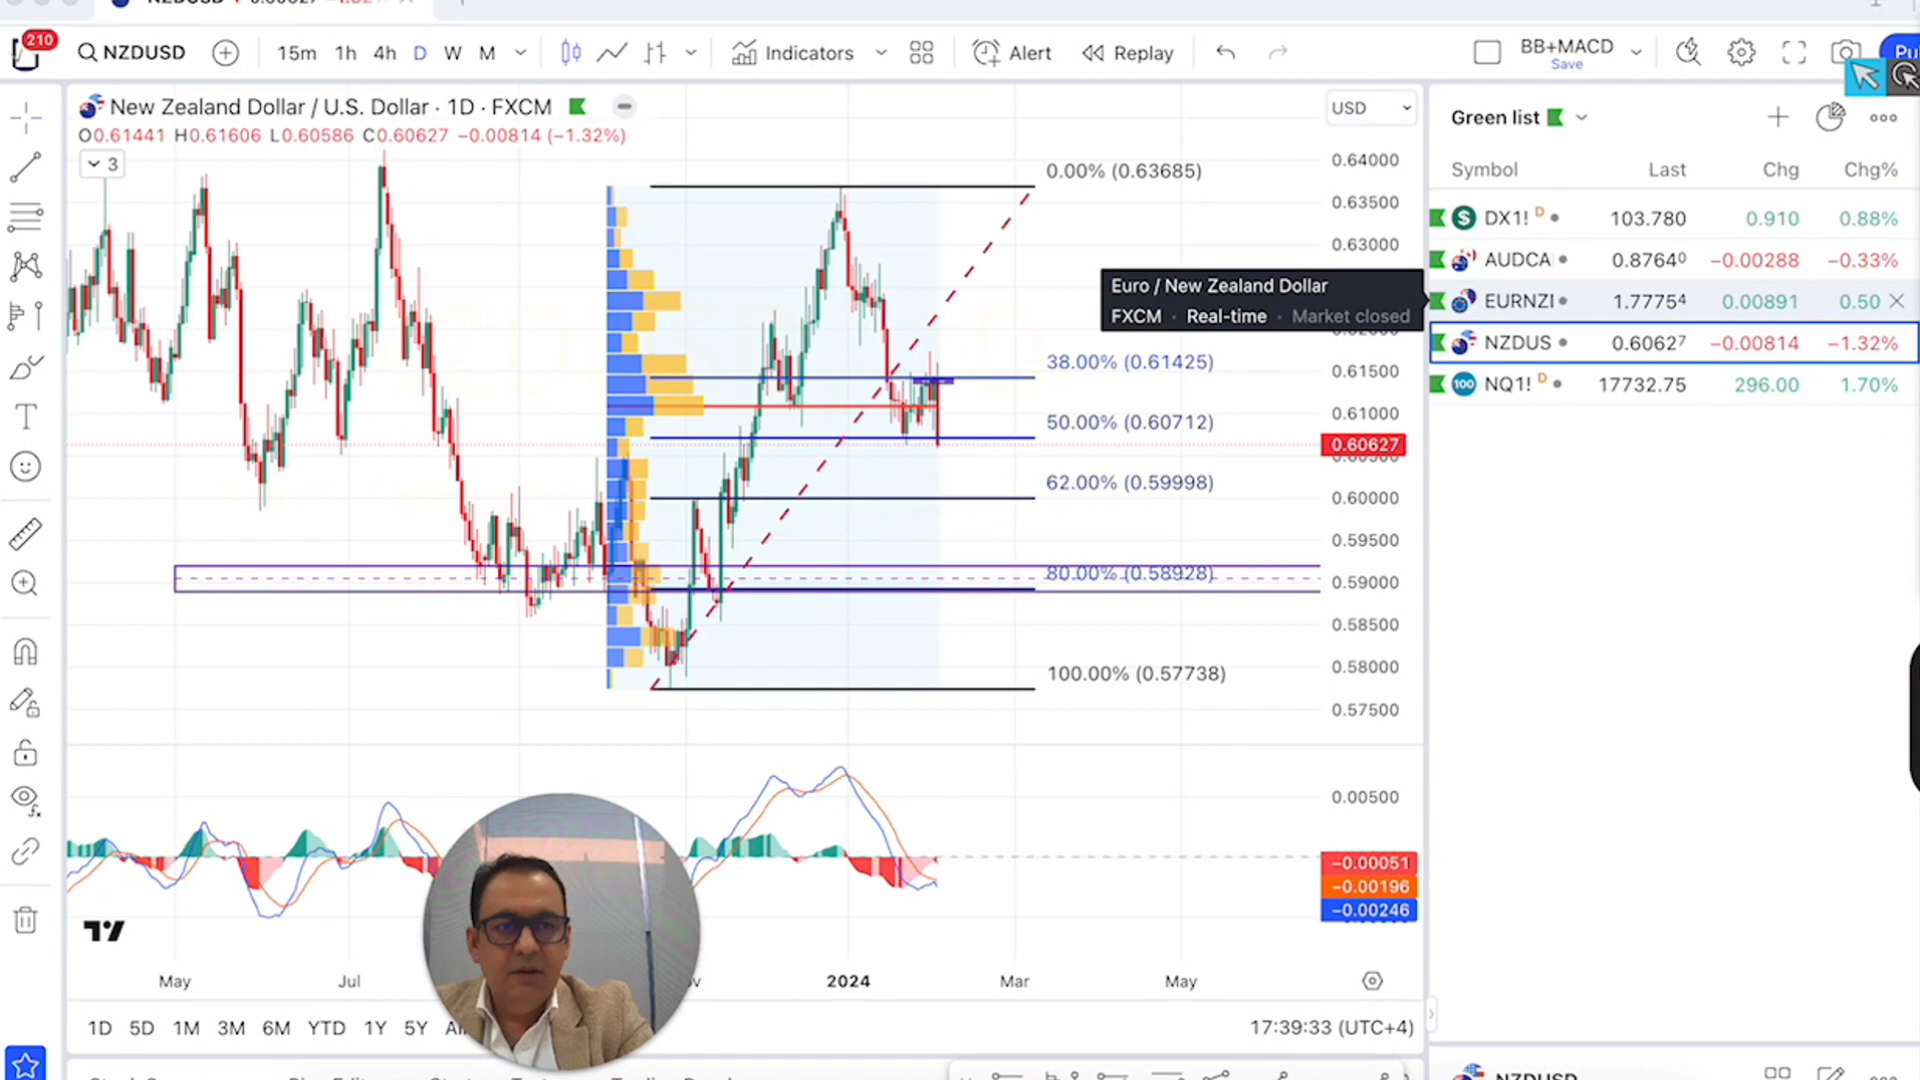 210
NZDUSD
15m 1h 4h D W M
Indicators
Alert
Replay
BB+MACD
Save
Pu
New Zealand Dollar / U.S. Dollar · 1D · FXCM
O0.61441 H0.61606 L0.60586 C0.60627 −0.00814 (−1.32%)
3
USD
0.64000
0.63500
0.63000
0.61500
0.61000
0.60627
0.60000
0.59500
0.59000
0.58500
0.58000
0.57500
0.00500
−0.00051
−0.00196
−0.00246
0.00% (0.63685)
38.00% (0.61425)
50.00% (0.60712)
62.00% (0.59998)
80.00% (0.58928)
100.00% (0.57738)
Euro / New Zealand Dollar
FXCM · Real-time · Market closed
Green list
Symbol Last Chg Chg%
DX1! D 103.780 0.910 0.88%
AUDCA 0.87640 −0.00288 −0.33%
EURNZI 1.77754 0.00891 0.50
NZDUS 0.60627 −0.00814 −1.32%
100 NQ1! D 17732.75 296.00 1.70%
May Jul 2024 Mar May
1D 5D 1M 3M 6M YTD 1Y 5Y
17:39:33 (UTC+4)
NZDUSD